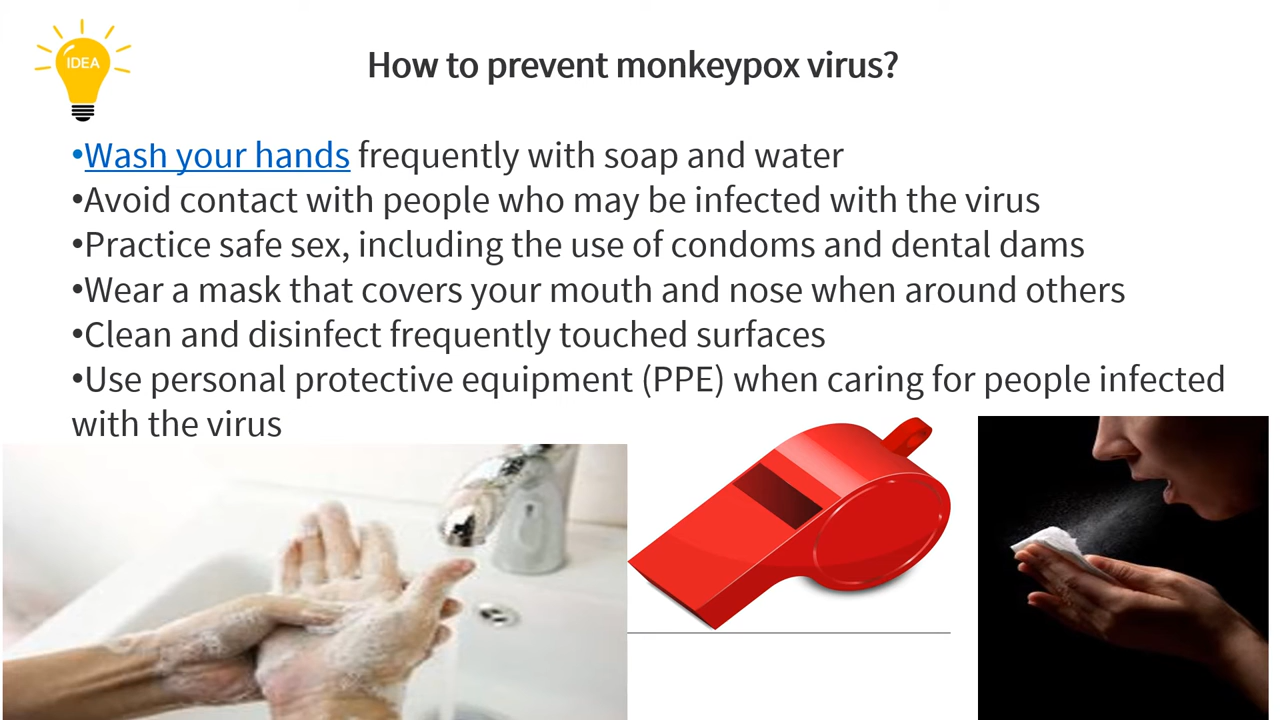 IDEA
How to prevent monkeypox virus?
•Wash your hands frequently with soap and water
•Avoid contact with people who may be infected with the virus
•Practice safe sex, including the use of condoms and dental dams
•Wear a mask that covers your mouth and nose when around others
•Clean and disinfect frequently touched surfaces
•Use personal protective equipment (PPE) when caring for people infected
with the virus